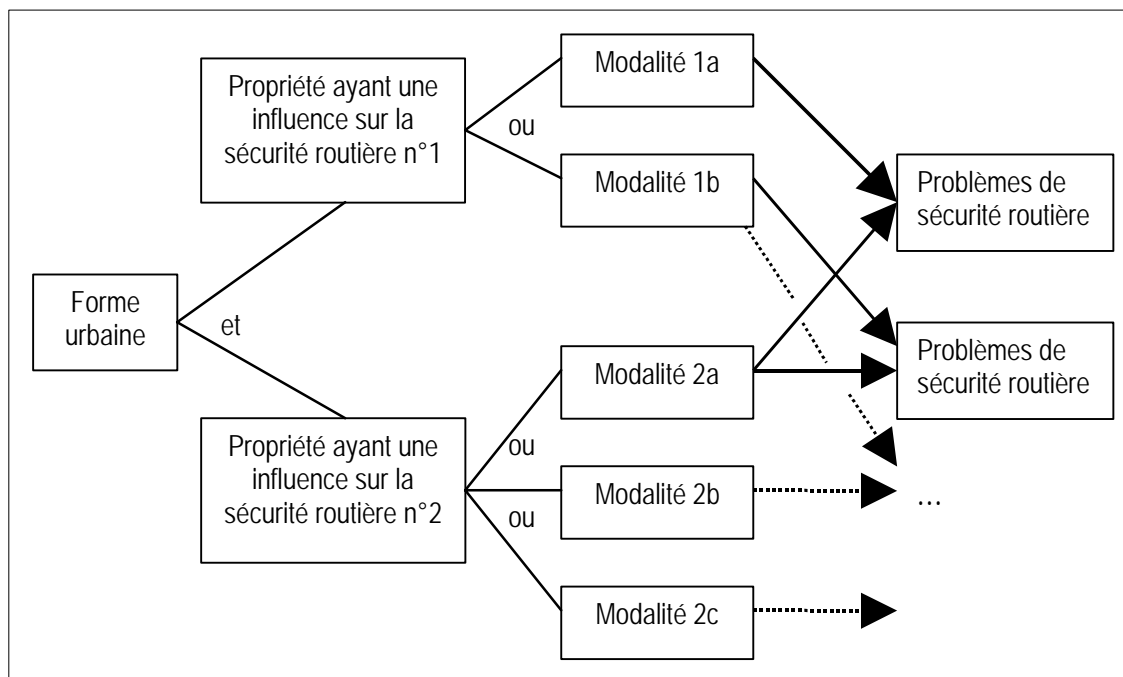 Forme
urbaine
et
Propriété ayant une
influence sur la
sécurité routière n°1
ou
Modalité 1a
Modalité 1b
Propriété ayant une
influence sur la
sécurité routière n°2
ou
ou
Modalité 2a
Modalité 2b
Modalité 2c
Problèmes de
sécurité routière
Problèmes de
sécurité routière
...